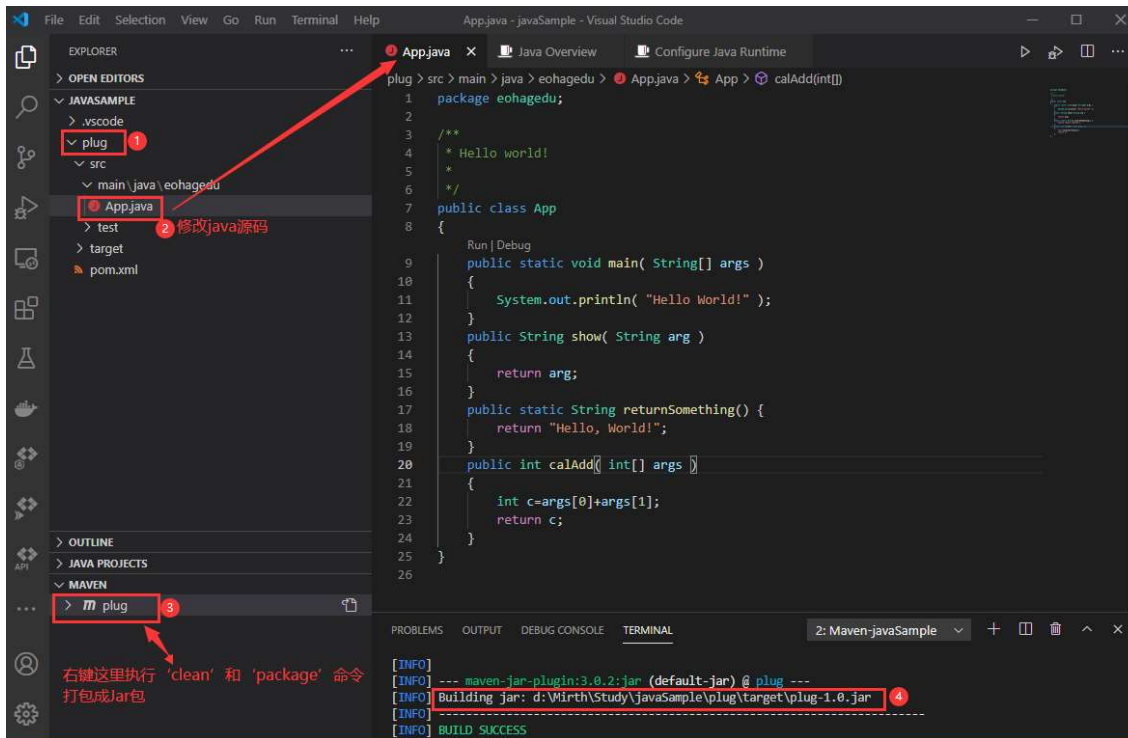 File Edit Selection View Go Run Terminal Help
App.java - javaSample - Visual Studio Code
EXPLORER
OPEN EDITORS
JAVASAMPLE
.vscode
plug
1
src
main\java\eohagedu
App.java
2 修改java源码
test
target
pom.xml
OUTLINE
JAVA PROJECTS
MAVEN
m plug
3
右键这里执行‘clean’和‘package’命令
打包成Jar包
API
App.java
Java Overview
Configure Java Runtime
plug > src > main > java > eohagedu > App.java > App > calAdd(int[])
1 package eohagedu;
2
3 /**
4 * Hello world!
5 *
6 */
7 public class App
8 {
Run | Debug
9 public static void main( String[] args )
10 {
11 System.out.println( "Hello World!" );
12 }
13 public String show( String arg )
14 {
15 return arg;
16 }
17 public static String returnSomething() {
18 return "Hello, World!";
19 }
20 public int calAdd( int[] args )
21 {
22 int c=args[0]+args[1];
23 return c;
24 }
25 }
26
PROBLEMS OUTPUT DEBUG CONSOLE TERMINAL
2: Maven-javaSample
[INFO]
[INFO] --- maven-jar-plugin:3.0.2:jar (default-jar) @ plug ---
[INFO] Building jar: d:\Mirth\Study\javaSample\plug\target\plug-1.0.jar
4
[INFO] ------------------------------------------------------------------------
[INFO] BUILD SUCCESS